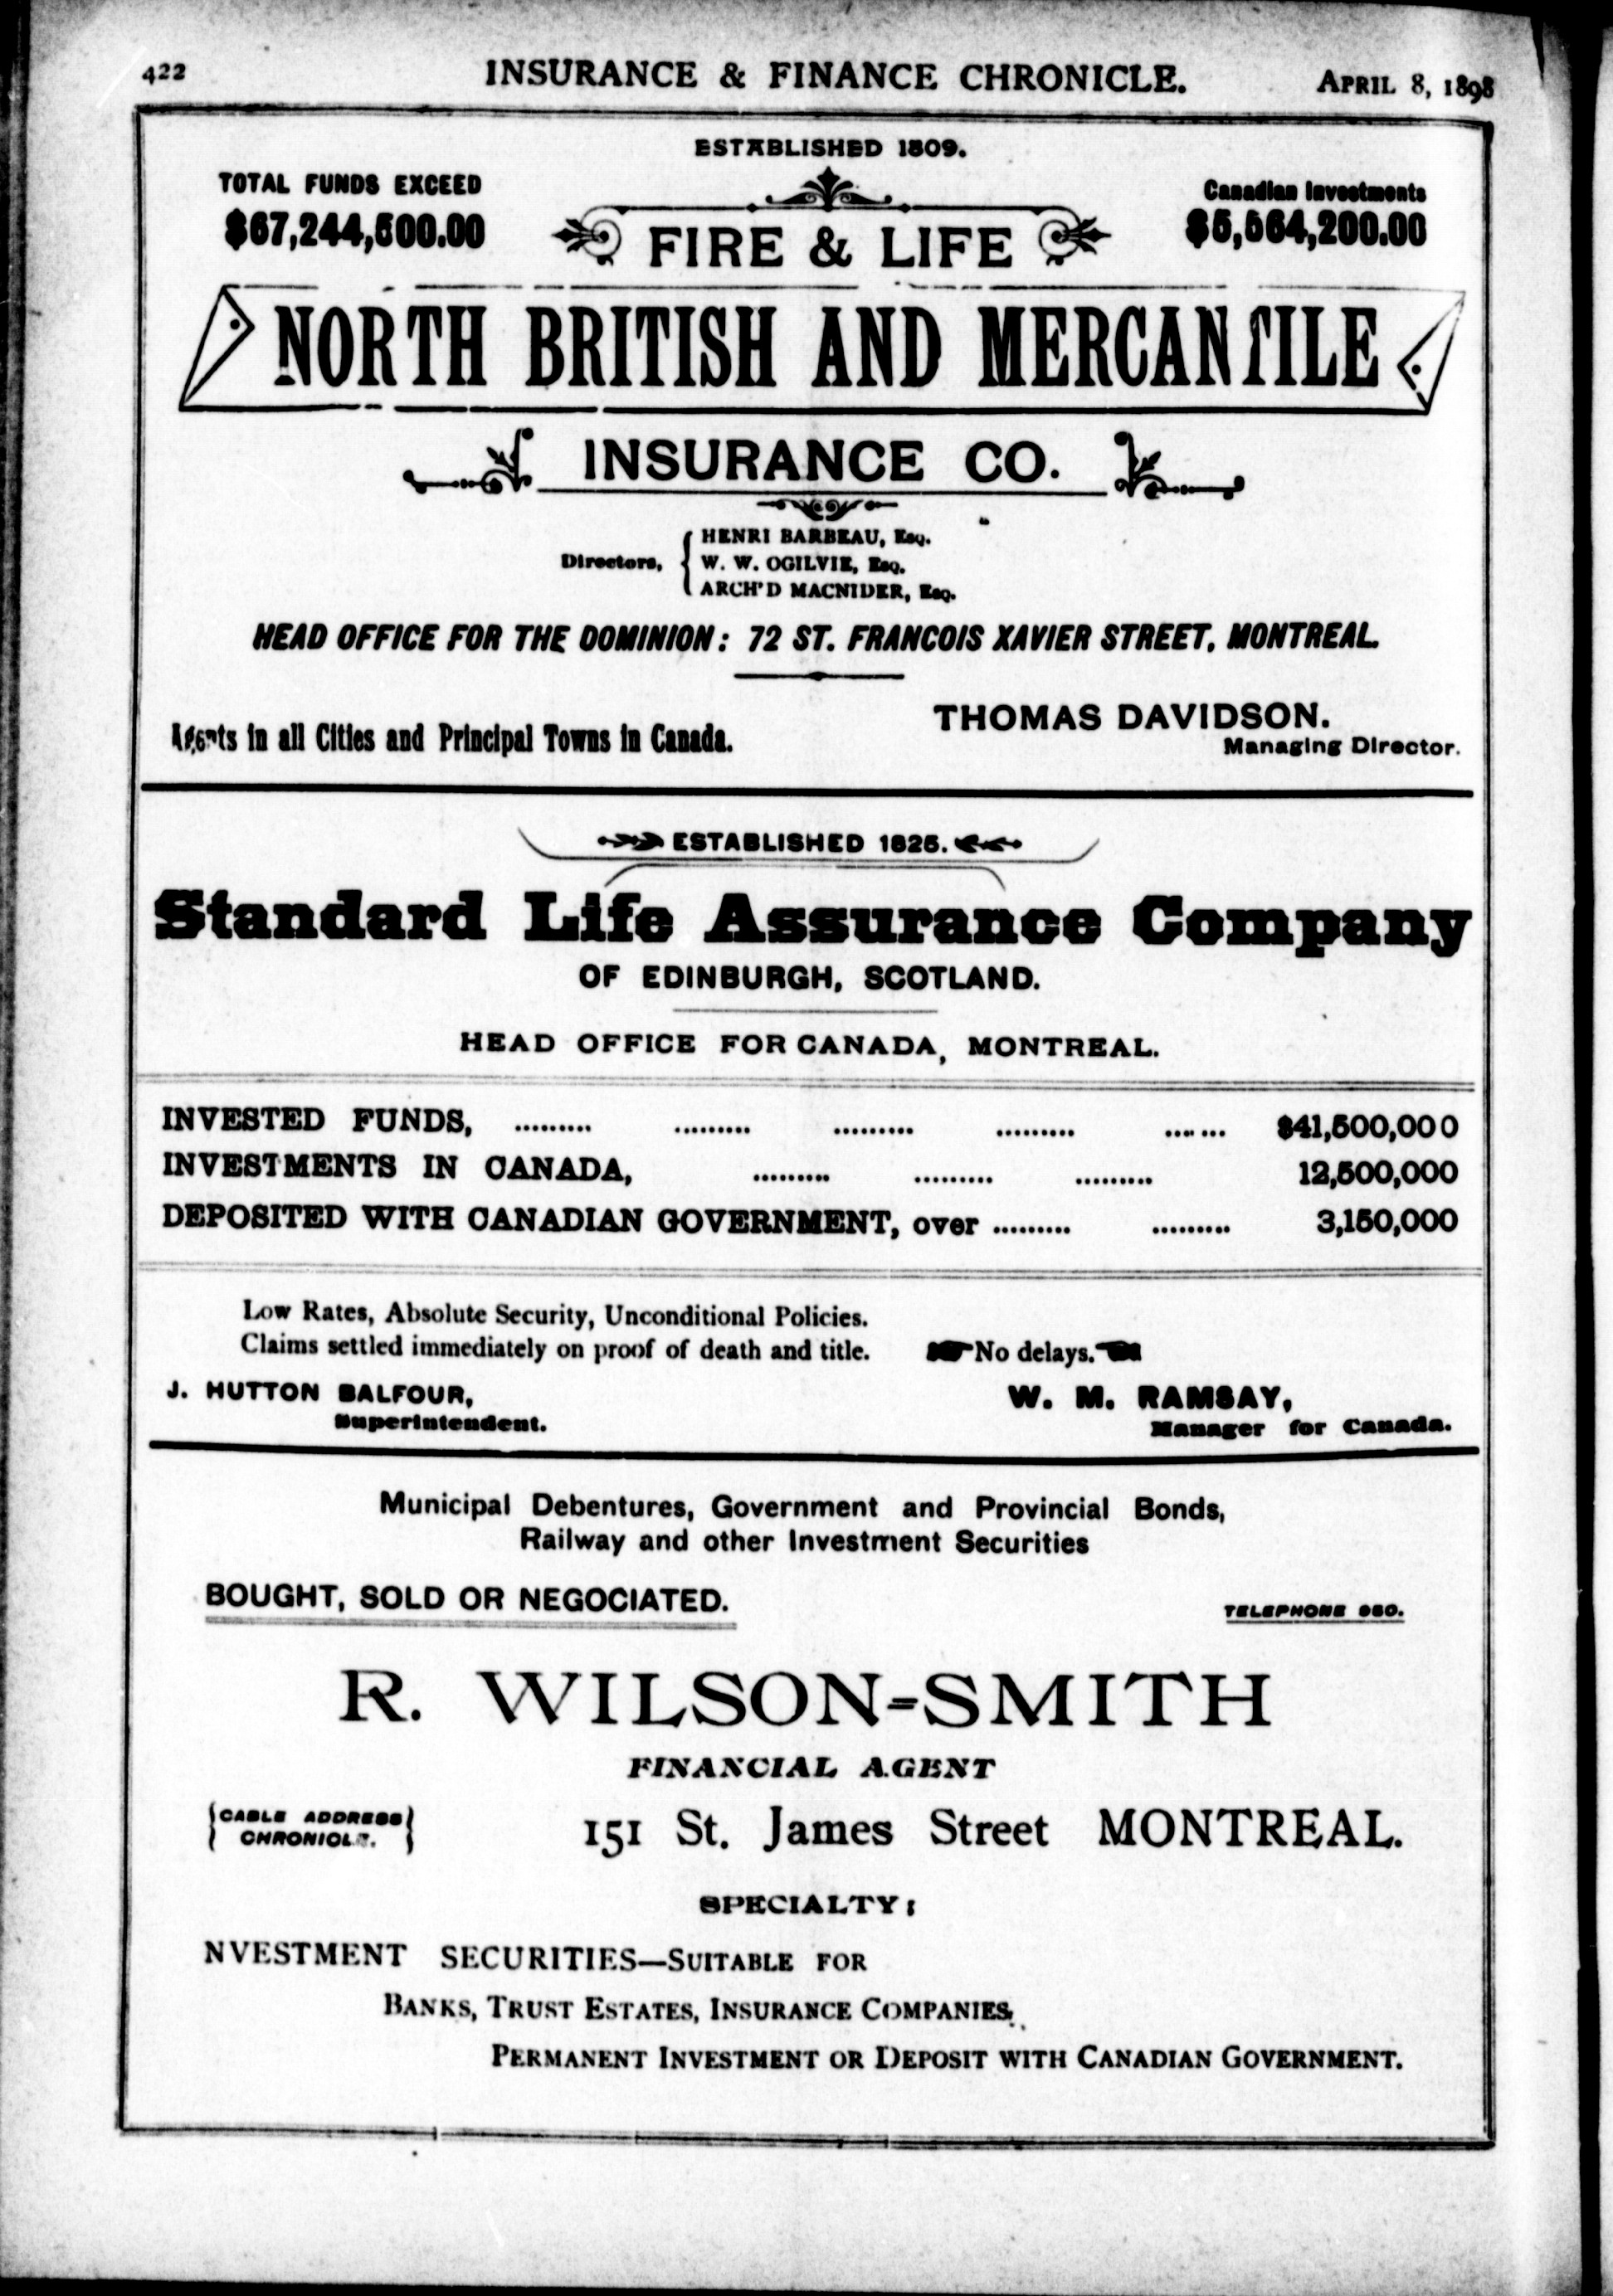 422 INSURANCE & FINANCE CHRONICLE. APRIL 8, 1898
ESTABLISHED 1809.
TOTAL FUNDS EXCEED
$67,244,500.00
Canadian Investments
$5,564,200.00
FIRE & LIFE
NORTH BRITISH AND MERCANTILE
INSURANCE CO.
HENRI BARBEAU, Esq.
Directors, W. W. OGILVIE, Esq.
ARCH'D MACNIDER, Esq.
HEAD OFFICE FOR THE DOMINION: 72 ST. FRANCOIS XAVIER STREET, MONTREAL.
THOMAS DAVIDSON.
Agents in all Cities and Principal Towns in Canada.
Managing Director.
ESTABLISHED 1825.
Standard Life Assurance Company
OF EDINBURGH, SCOTLAND.
HEAD OFFICE FOR CANADA, MONTREAL.
INVESTED FUNDS, ......... ......... ......... ......... ....... $41,500,000
INVESTMENTS IN CANADA, ......... ......... ......... 12,500,000
DEPOSITED WITH CANADIAN GOVERNMENT, over ......... ......... 3,150,000
Low Rates, Absolute Security, Unconditional Policies.
Claims settled immediately on proof of death and title. No delays.
J. HUTTON BALFOUR,
Superintendent.
W. M. RAMSAY,
Manager for Canada.
Municipal Debentures, Government and Provincial Bonds,
Railway and other Investment Securities
BOUGHT, SOLD OR NEGOCIATED.
TELEPHONE 950.
R. WILSON-SMITH
FINANCIAL AGENT
CABLE ADDRESS
CHRONICLE.
151 St. James Street MONTREAL.
SPECIALTY:
NVESTMENT SECURITIES—SUITABLE FOR
BANKS, TRUST ESTATES, INSURANCE COMPANIES,
PERMANENT INVESTMENT OR DEPOSIT WITH CANADIAN GOVERNMENT.